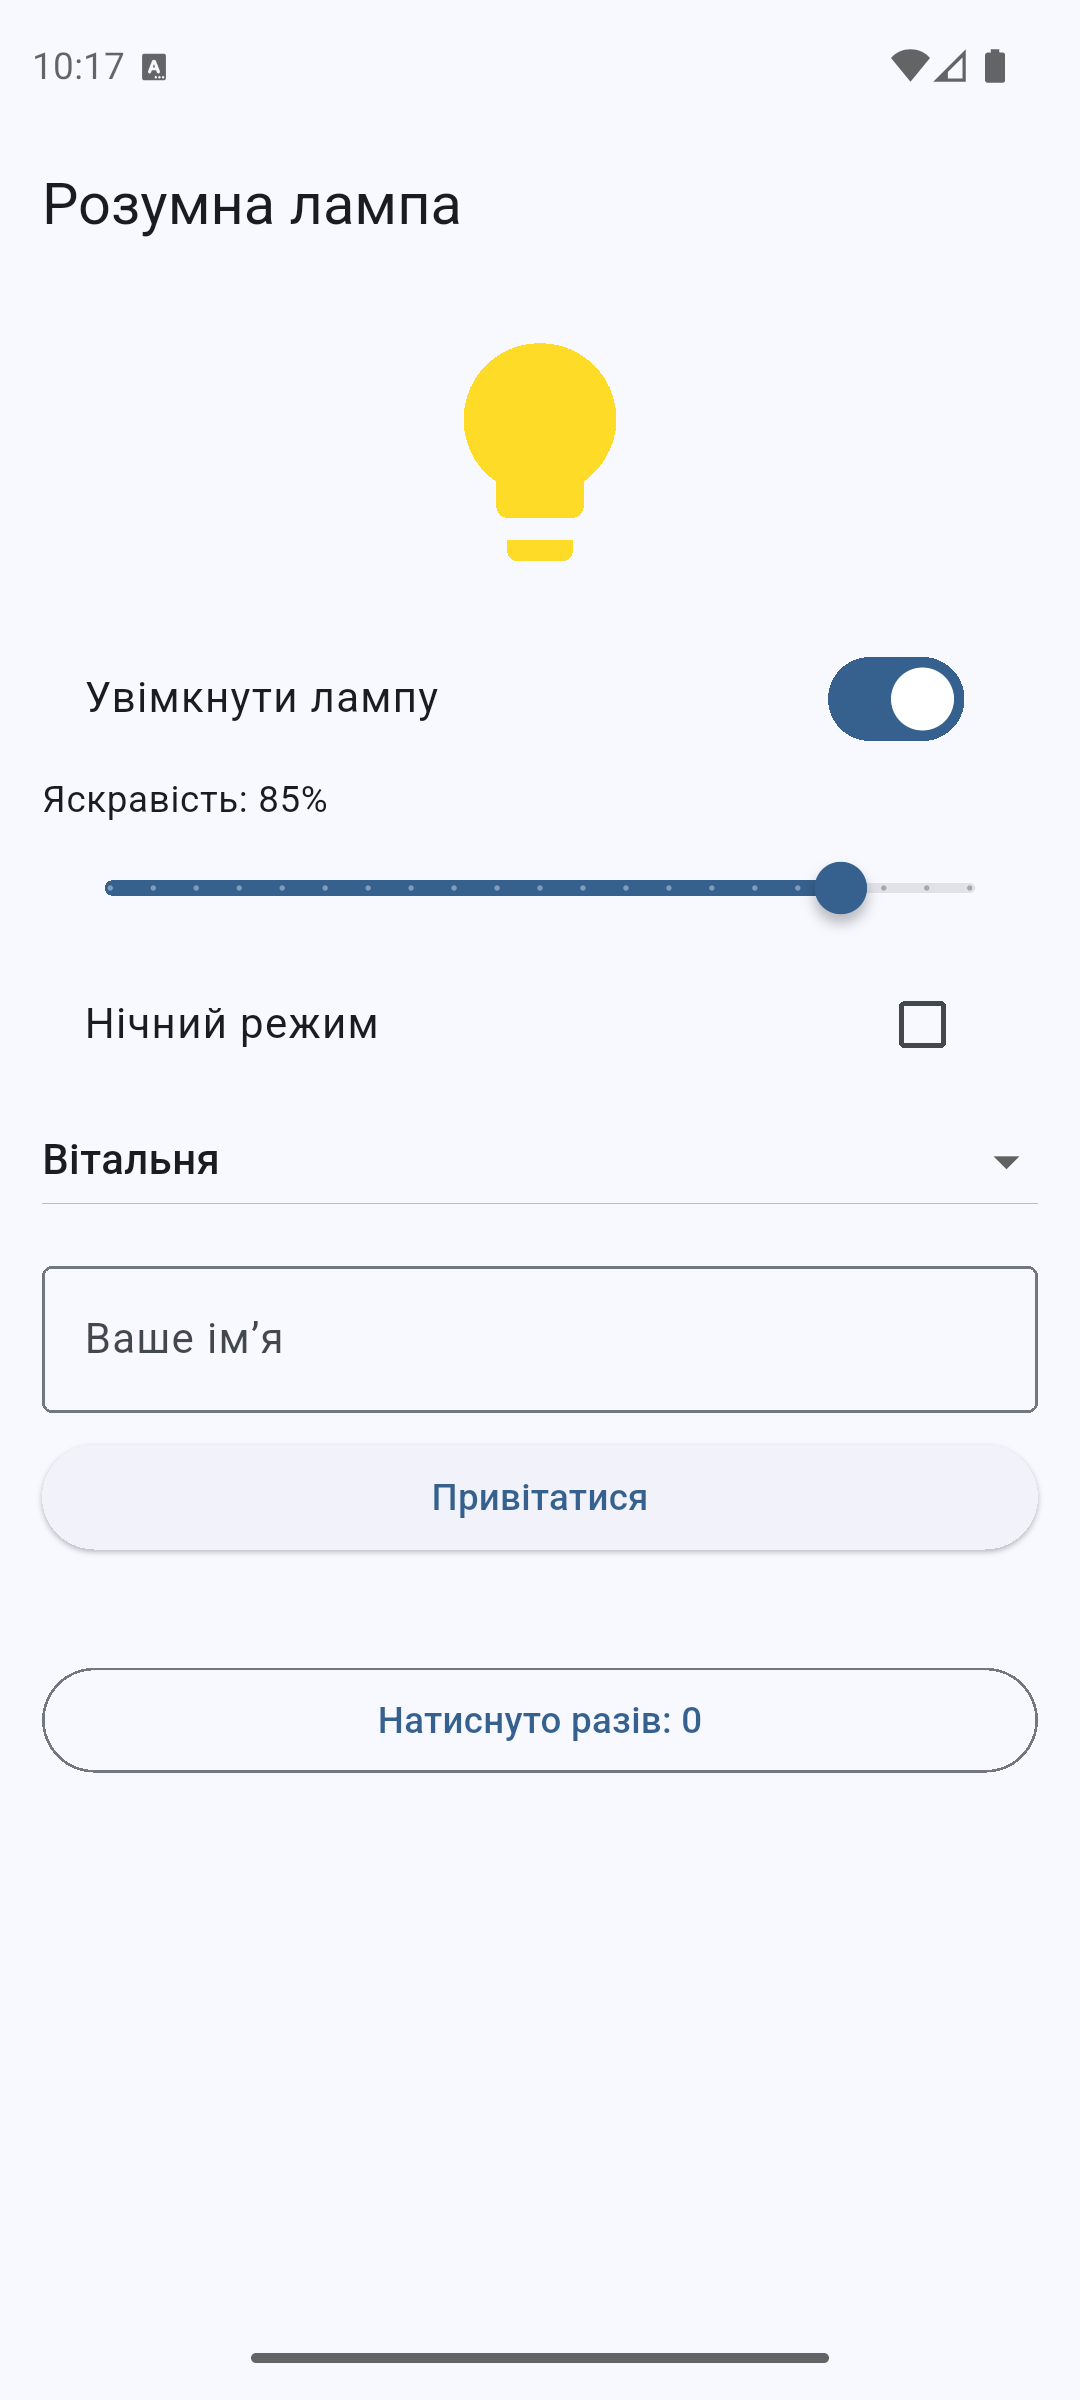 10:17
Розумна лампа
Увімкнути лампу
Яскравість: 85%
Нічний режим
Вітальня
Ваше ім’я
Привітатися
Натиснуто разів: 0